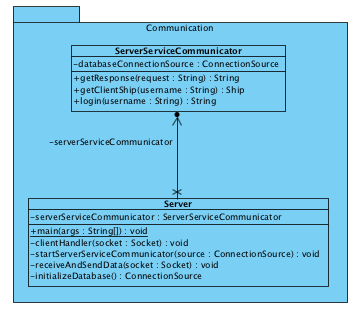 Communication
ServerServiceCommunicator
-databaseConnectionSource : ConnectionSource
+getResponse(request : String) : String
+getClientShip(username : String) : Ship
+login(username : String) : String
-serverServiceCommunicator
Server
-serverServiceCommunicator : ServerServiceCommunicator
+main(args : String[]) : void
-clientHandler(socket : Socket) : void
-startServerServiceCommunicator(source : ConnectionSource) : void
-receiveAndSendData(socket : Socket) : void
-initializeDatabase() : ConnectionSource